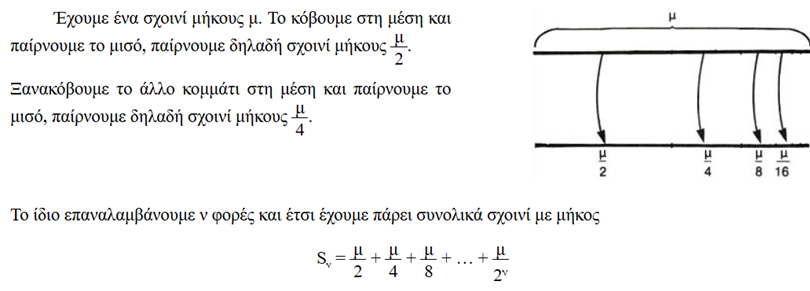 Έχουμε ένα σχοινί μήκους μ. Το κόβουμε στη μέση και
παίρνουμε το μισό, παίρνουμε δηλαδή σχοινί μήκους μ/2.
Ξανακόβουμε το άλλο κομμάτι στη μέση και παίρνουμε το
μισό, παίρνουμε δηλαδή σχοινί μήκους μ/4.
μ
μ/2 μ/4 μ/8 μ/16
Το ίδιο επαναλαμβάνουμε ν φορές και έτσι έχουμε πάρει συνολικά σχοινί με μήκος
S_ν = μ/2 + μ/4 + μ/8 + … + μ/2^ν